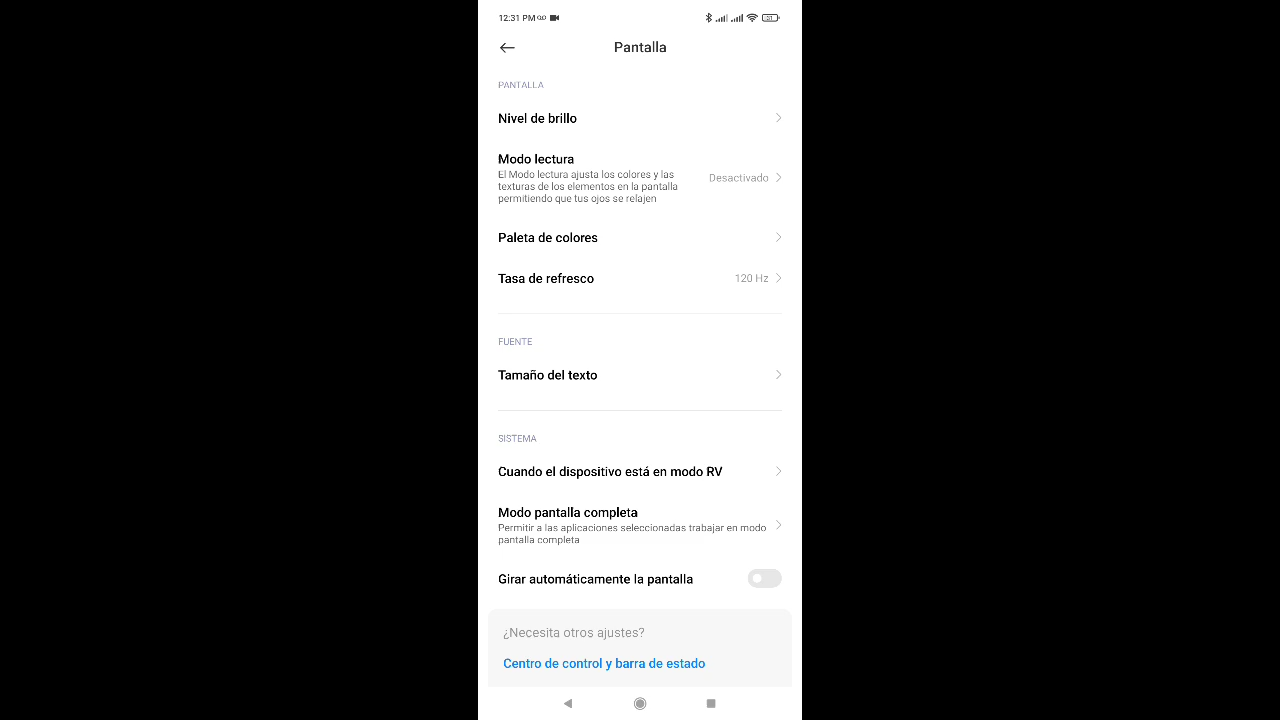 12:31 PM
Pantalla
PANTALLA
Nivel de brillo
Modo lectura
El Modo lectura ajusta los colores y las
texturas de los elementos en la pantalla
permitiendo que tus ojos se relajen
Desactivado
Paleta de colores
Tasa de refresco
120 Hz
FUENTE
Tamaño del texto
SISTEMA
Cuando el dispositivo está en modo RV
Modo pantalla completa
Permitir a las aplicaciones seleccionadas trabajar en modo
pantalla completa
Girar automáticamente la pantalla
¿Necesita otros ajustes?
Centro de control y barra de estado